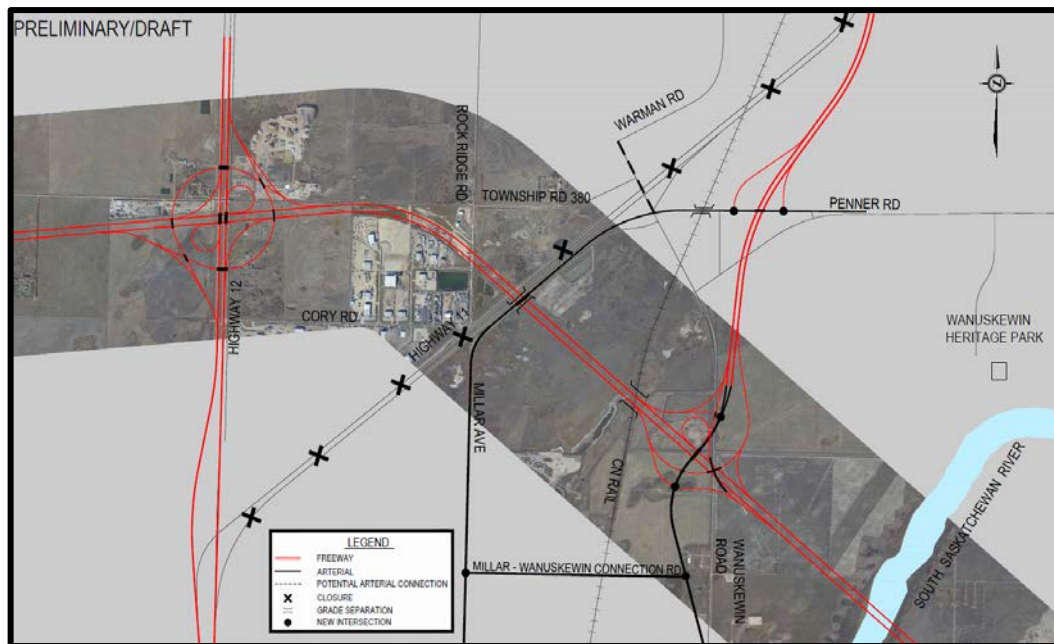 PRELIMINARY/DRAFT
WARMAN RD
ROCK RIDGE RD
TOWNSHIP RD 380
PENNER RD
HIGHWAY 12
CORY RD
HIGHWAY 11
WANUSKEWIN
HERITAGE PARK
MILLAR AVE
CN RAIL
WANUSKEWIN
ROAD
SOUTH SASKATCHEWAN RIVER
MILLAR - WANUSKEWIN CONNECTION RD
LEGEND
FREEWAY
ARTERIAL
POTENTIAL ARTERIAL CONNECTION
CLOSURE
GRADE SEPARATION
NEW INTERSECTION